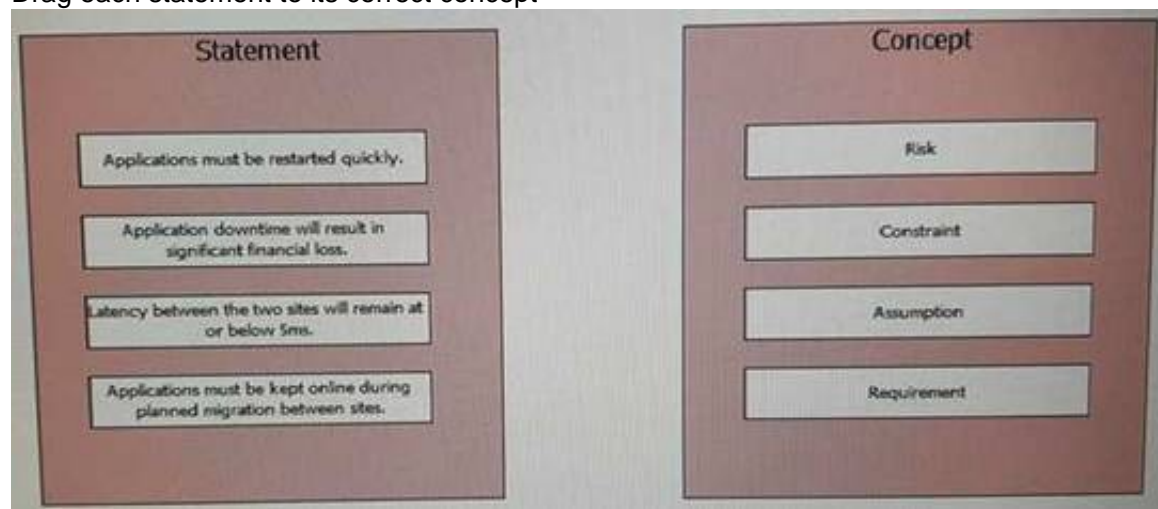 Drag each statement to its correct concept
Statement
Applications must be restarted quickly.
Application downtime will result in
significant financial loss.
Latency between the two sites will remain at
or below 5ms.
Applications must be kept online during
planned migration between sites.
Concept
Risk
Constraint
Assumption
Requirement